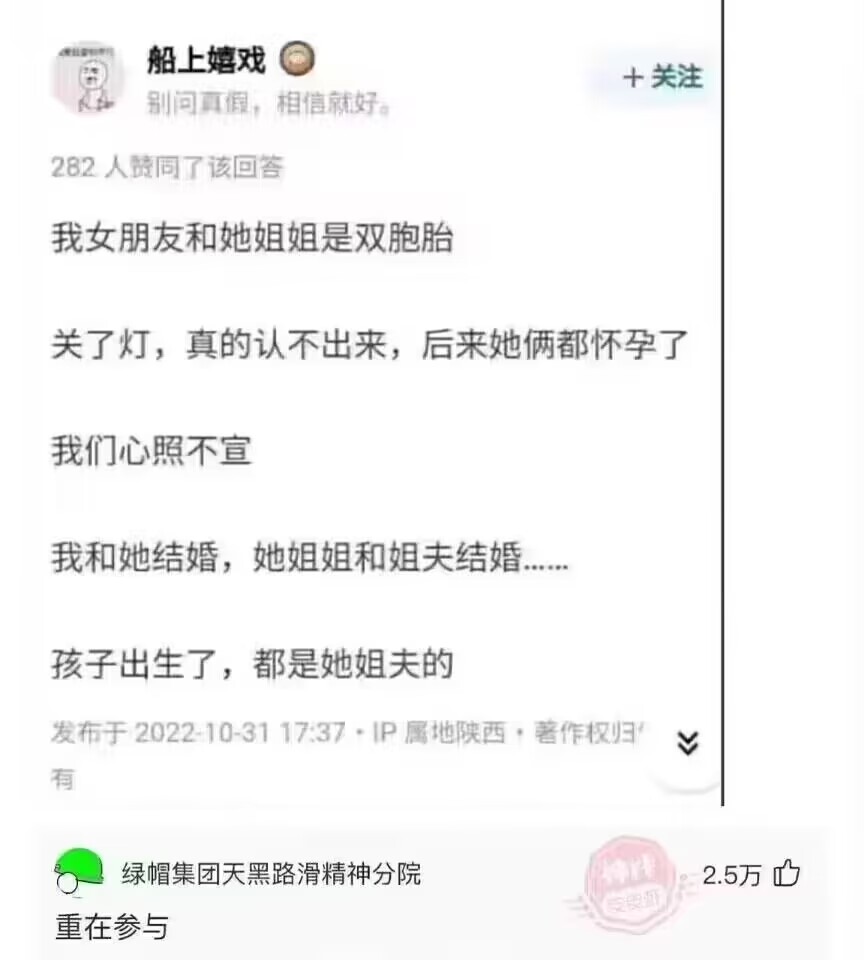 船上嬉戏
+ 关注
别问真假，相信就好。
282 人赞同了该回答
我女朋友和她姐姐是双胞胎
关了灯，真的认不出来，后来她俩都怀孕了
我们心照不宣
我和她结婚，她姐姐和姐夫结婚......
孩子出生了，都是她姐夫的
发布于 2022-10-31 17:37・IP 属地陕西・著作权归
有
绿帽集团天黑路滑精神分院
神评
皮皮虾
2.5万
重在参与